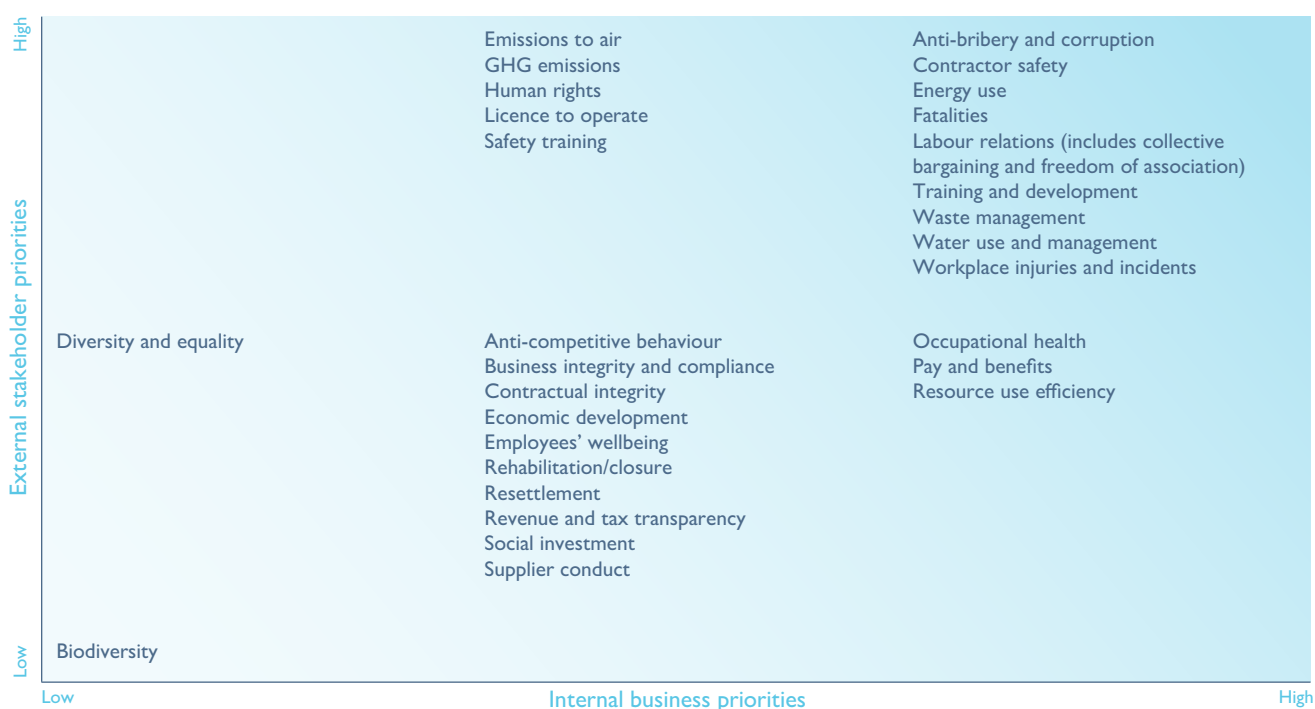 High
External stakeholder priorities
Low
Emissions to air
GHG emissions
Human rights
Licence to operate
Safety training
Anti-bribery and corruption
Contractor safety
Energy use
Fatalities
Labour relations (includes collective
bargaining and freedom of association)
Training and development
Waste management
Water use and management
Workplace injuries and incidents
Diversity and equality
Anti-competitive behaviour
Business integrity and compliance
Contractual integrity
Economic development
Employees’ wellbeing
Rehabilitation/closure
Resettlement
Revenue and tax transparency
Social investment
Supplier conduct
Occupational health
Pay and benefits
Resource use efficiency
Biodiversity
Low
Internal business priorities
High